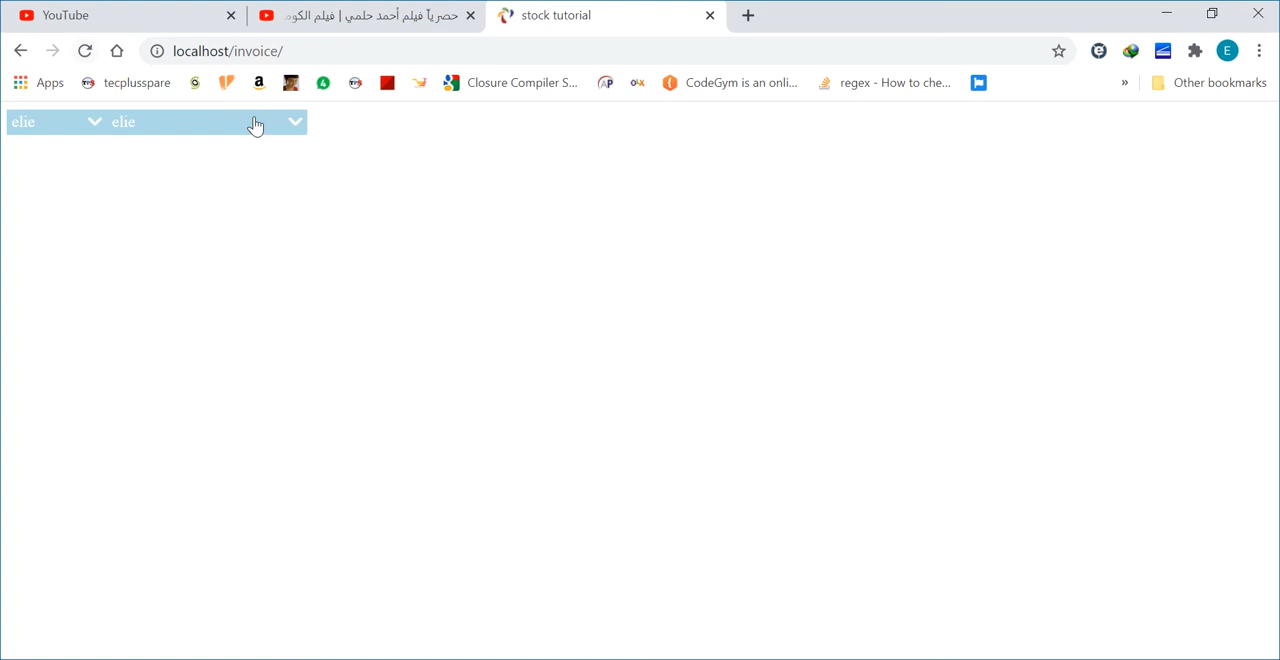 YouTube
حصرياً فيلم أحمد حلمي | فيلم الكوم
stock tutorial
localhost/invoice/
E
Apps
tecplusspare
Closure Compiler S...
CodeGym is an onli...
regex - How to che...
»
Other bookmarks
elie
elie